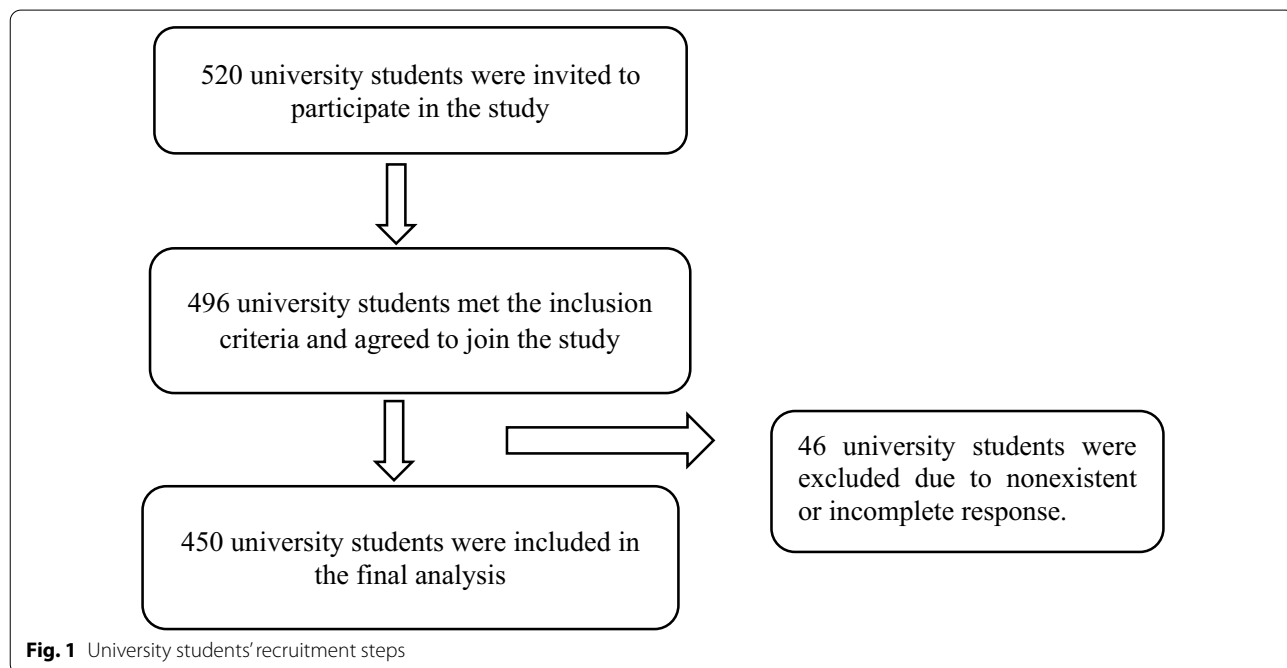 520 university students were invited to
participate in the study
496 university students met the inclusion
criteria and agreed to join the study
46 university students were
excluded due to nonexistent
or incomplete response.
450 university students were included in
the final analysis
Fig. 1 University students' recruitment steps